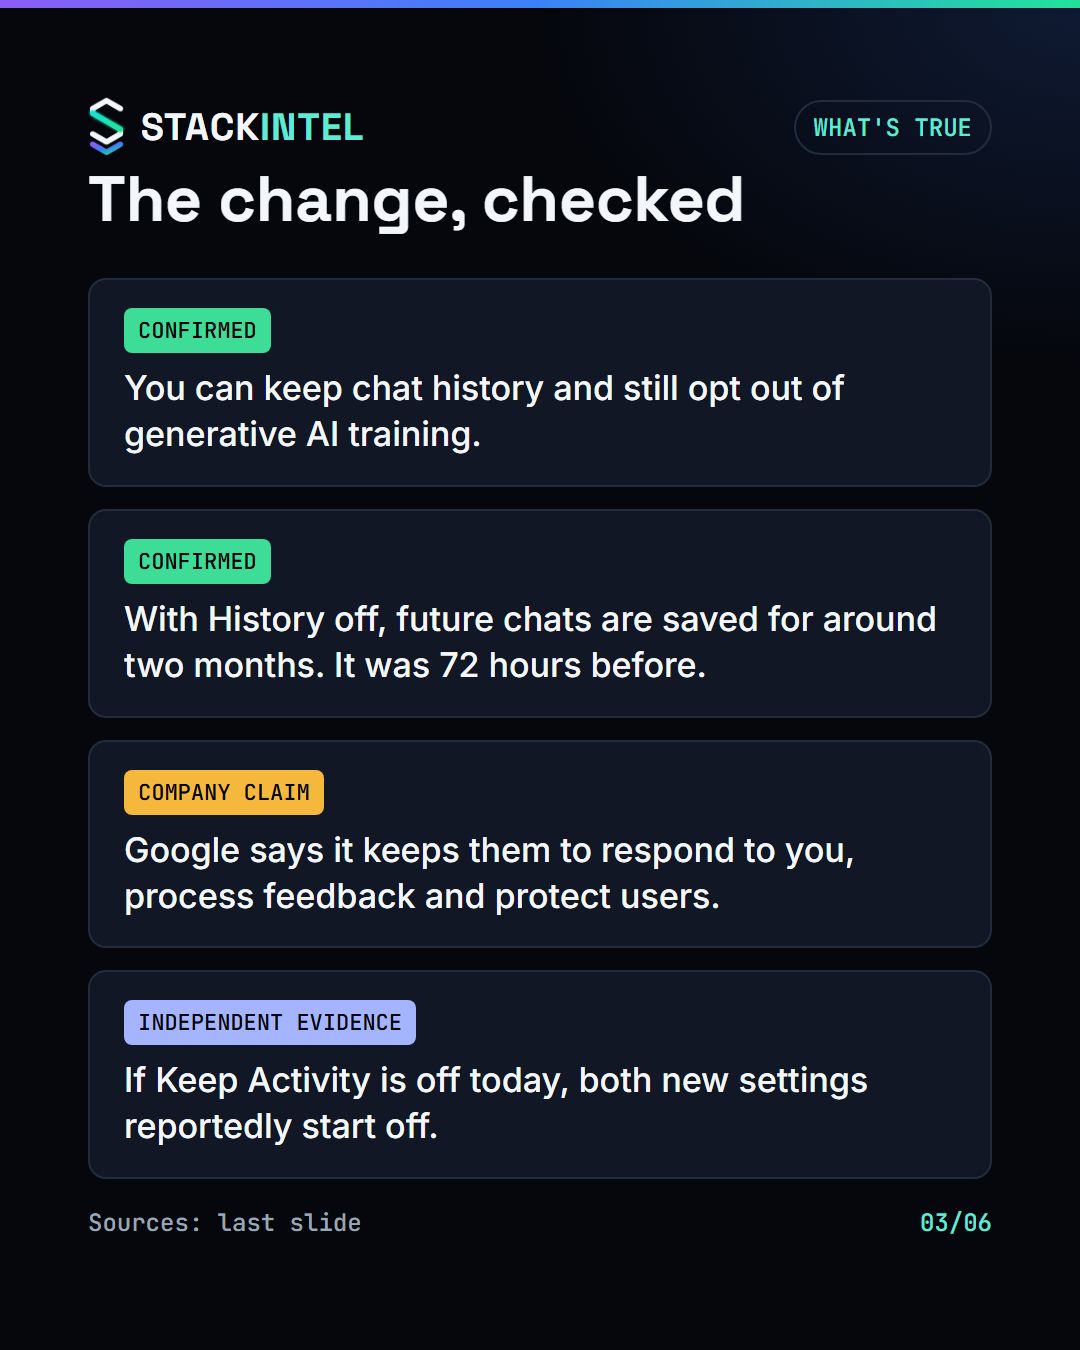 STACKINTEL
WHAT'S TRUE
The change, checked
CONFIRMED
You can keep chat history and still opt out of
generative AI training.
CONFIRMED
With History off, future chats are saved for around
two months. It was 72 hours before.
COMPANY CLAIM
Google says it keeps them to respond to you,
process feedback and protect users.
INDEPENDENT EVIDENCE
If Keep Activity is off today, both new settings
reportedly start off.
Sources: last slide
03/06